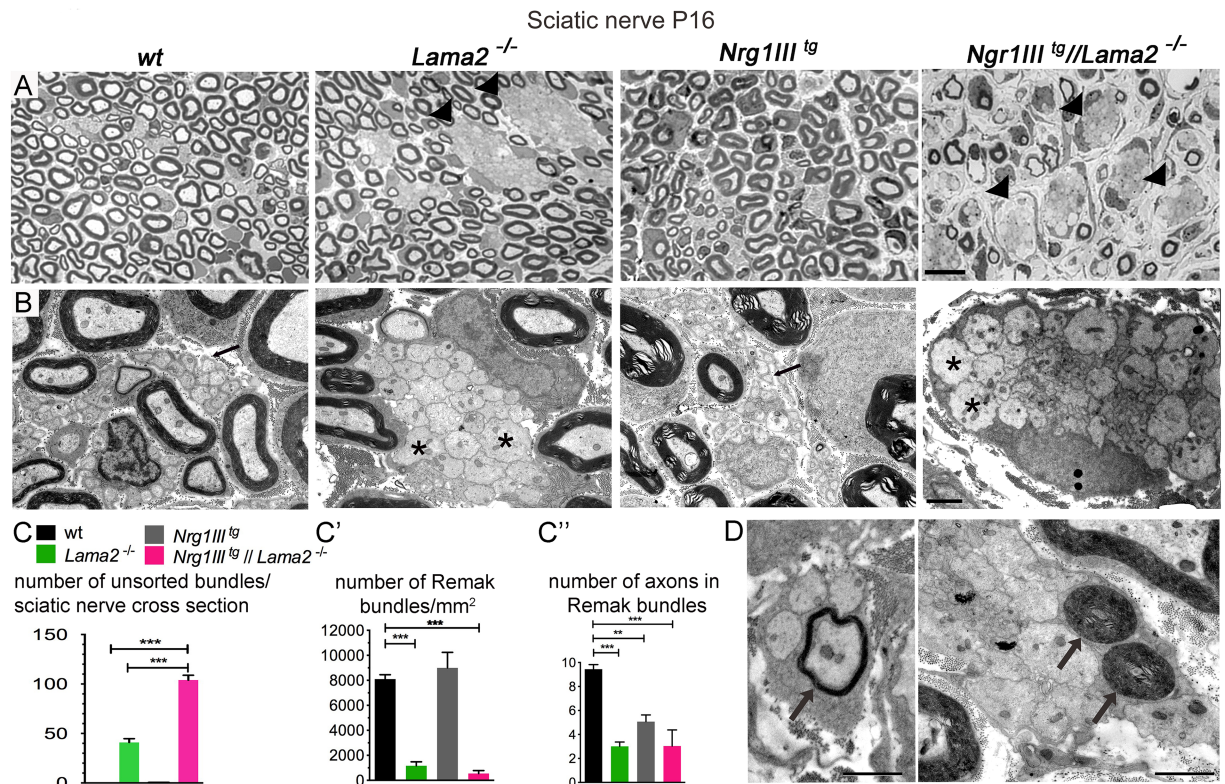 Sciatic nerve P16
wt
Lama2 -/-
Nrg1III tg
Ngr1III tg//Lama2 -/-
A
B
C
wt
Nrg1III tg
Lama2 -/-
Nrg1III tg // Lama2 -/-
number of unsorted bundles/
sciatic nerve cross section
150
100
50
0
***
***
C'
number of Remak
bundles/mm2
12000
10000
8000
6000
4000
2000
0
***
***
C''
number of axons in
Remak bundles
10
8
6
4
2
0
***
**
***
D